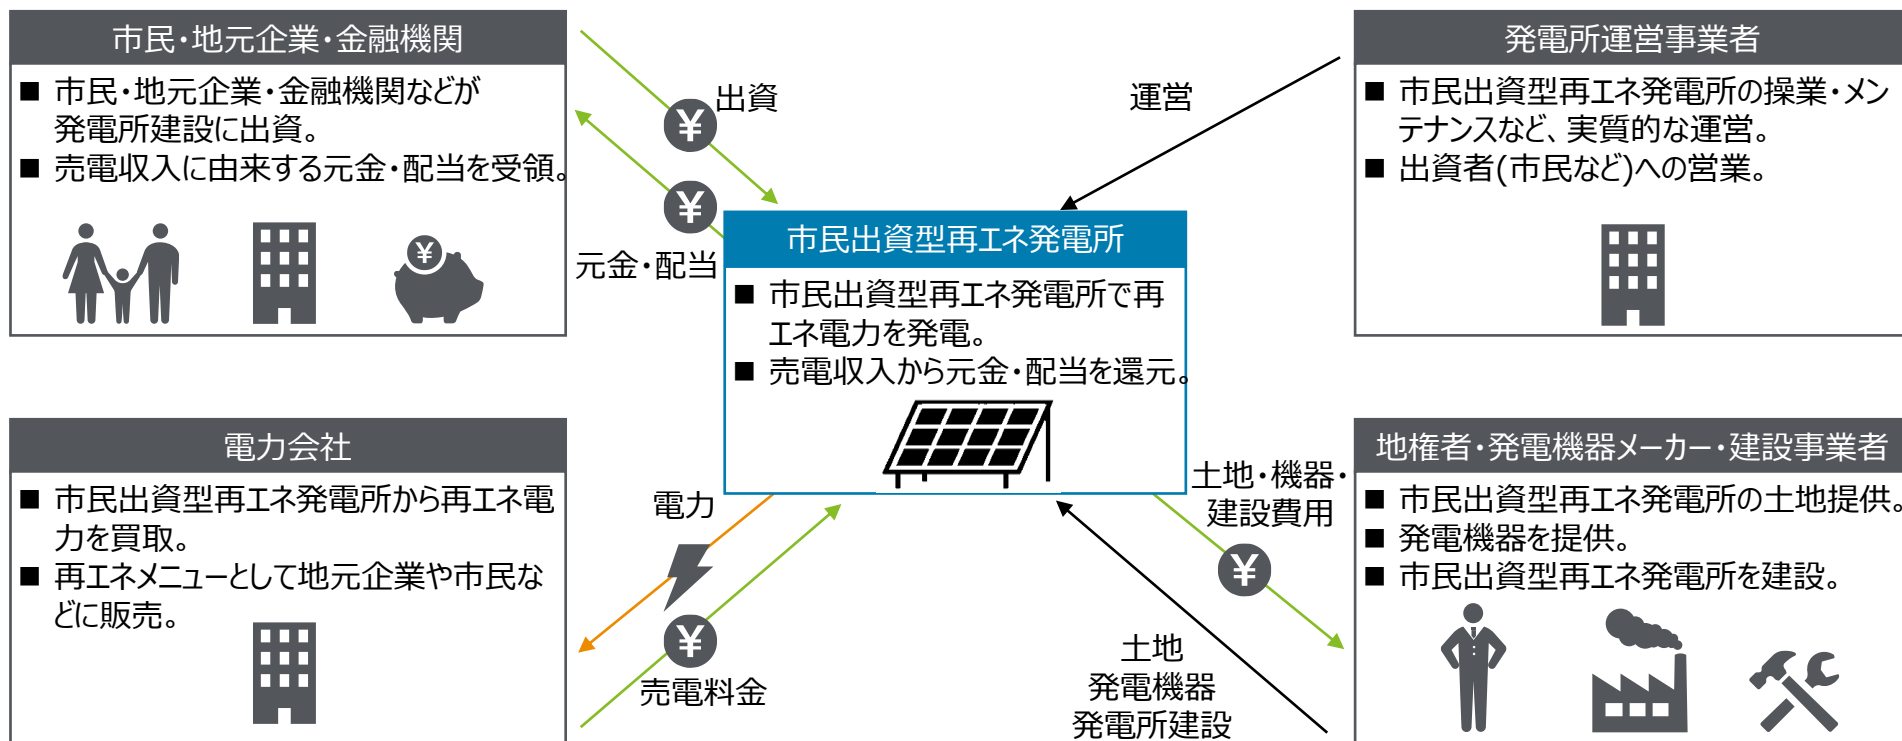 市民・地元企業・金融機関
■ 市民・地元企業・金融機関などが
発電所建設に出資。
■ 売電収入に由来する元金・配当を受領。
¥
出資
¥
¥
元金・配当
運営
発電所運営事業者
■ 市民出資型再エネ発電所の操業・メン
テナンスなど、実質的な運営。
■ 出資者(市民など)への営業。
市民出資型再エネ発電所
■ 市民出資型再エネ発電所で再
エネ電力を発電。
■ 売電収入から元金・配当を還元。
電力会社
■ 市民出資型再エネ発電所から再エネ電
力を買取。
■ 再エネメニューとして地元企業や市民な
どに販売。
電力
¥
売電料金
土地・機器・
建設費用
¥
土地
発電機器
発電所建設
地権者・発電機器メーカー・建設事業者
■ 市民出資型再エネ発電所の土地提供。
■ 発電機器を提供。
■ 市民出資型再エネ発電所を建設。